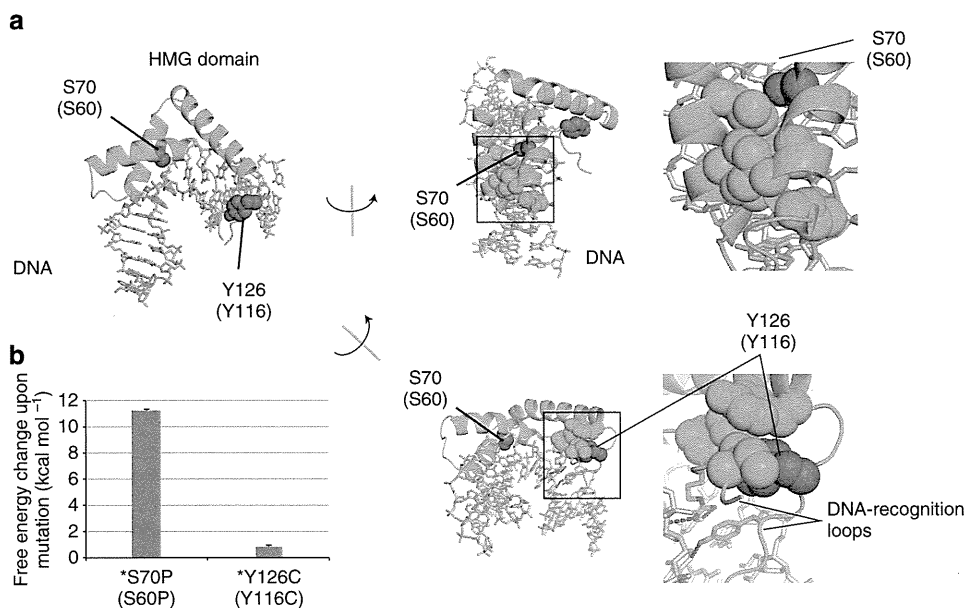 a
HMG domain
S70
(S60)
DNA
Y126
(Y116)
S70
(S60)
DNA
S70
(S60)
b
Free energy change upon
mutation (kcal mol −1)
12
10
8
6
4
2
0
*S70P
(S60P)
*Y126C
(Y116C)
S70
(S60)
Y126
(Y116)
DNA-recognition
loops